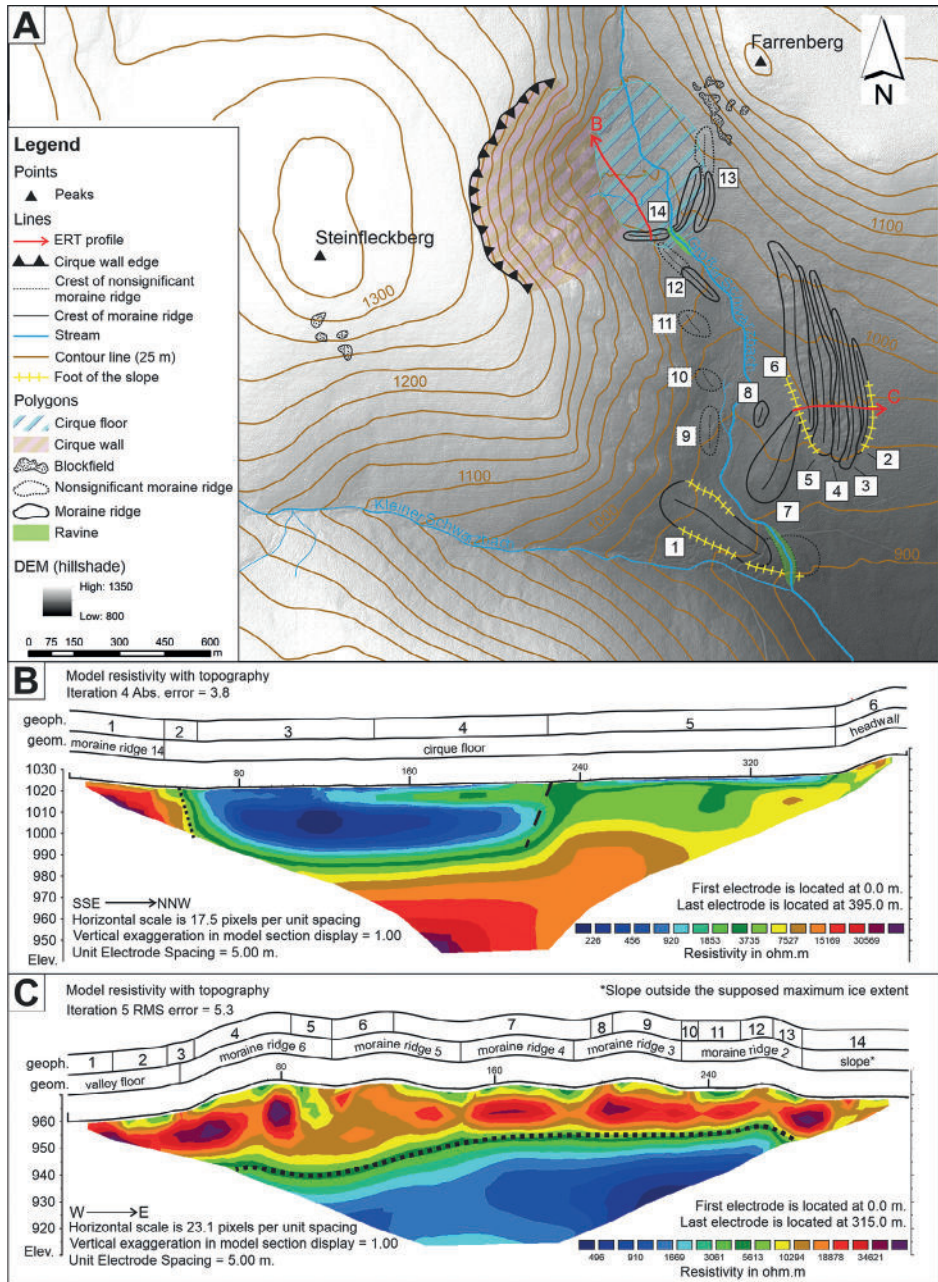 A
Farrenberg
N
B
Legend
Points
Peaks
Lines
ERT profile
Cirque wall edge
Crest of nonsignificant
moraine ridge
Crest of moraine ridge
Stream
Contour line (25 m)
Foot of the slope
Polygons
Cirque floor
Cirque wall
Blockfield
Nonsignificant moraine ridge
Moraine ridge
Ravine
DEM (hillshade)
High: 1350
Low: 800
0 75 150 300 450 600
m
Steinfleckberg
1300
1200
1100
1100
1000
900
Kleiner
13
14
12
11
10
9
8
6
C
5
4
3
2
7
1
B
Model resistivity with topography
Iteration 4 Abs. error = 3.8
geoph.
1 2 3 4 5 6
geom.
moraine ridge 14 cirque floor headwall
1030
1020
1010
1000
990
980
970
960
950
Elev.
80 160 240 320
SSE NNW
Horizontal scale is 17.5 pixels per unit spacing
Vertical exaggeration in model section display = 1.00
Unit Electrode Spacing = 5.00 m.
First electrode is located at 0.0 m.
Last electrode is located at 395.0 m.
226 456 920 1853 3735 7527 15169 30569
Resistivity in ohm.m
C
Model resistivity with topography
Iteration 5 RMS error = 5.3
*Slope outside the supposed maximum ice extent
geoph.
1 2 3 4 5 6 7 8 9 10 11 12 13 14
geom.
valley floor moraine ridge 6 moraine ridge 5 moraine ridge 4 moraine ridge 3 moraine ridge 2 slope*
960
950
940
930
920
Elev.
80 160 240
W E
Horizontal scale is 23.1 pixels per unit spacing
Vertical exaggeration in model section display = 1.00
Unit Electrode Spacing = 5.00 m.
First electrode is located at 0.0 m.
Last electrode is located at 315.0 m.
496 910 1669 3061 5613 10294 18878 34621
Resistivity in ohm.m